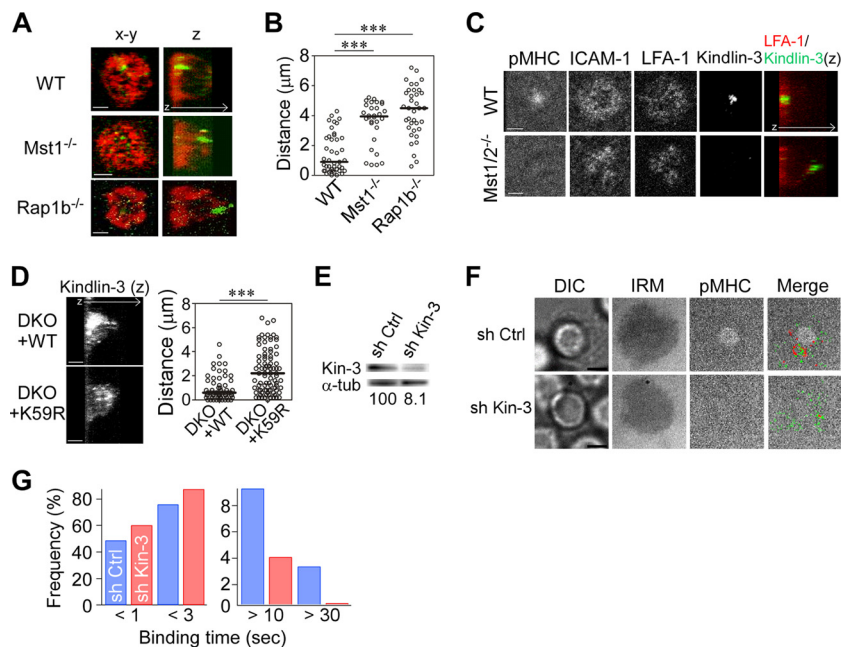 A
x-y
z
WT
z
Mst1-/-
Rap1b-/-
B
***
***
Distance (μm)
8
6
4
2
0
WT
Mst1-/-
Rap1b-/-
C
pMHC
ICAM-1
LFA-1
Kindlin-3
LFA-1/
Kindlin-3(z)
WT
z
Mst1/2-/-
D
Kindlin-3 (z)
z
DKO
+WT
DKO
+K59R
***
Distance (μm)
8
6
4
2
0
DKO
+WT
DKO
+K59R
E
sh Ctrl
sh Kin-3
Kin-3
α-tub
100 8.1
F
DIC
IRM
pMHC
Merge
sh Ctrl
sh Kin-3
G
Frequency (%)
80
60
40
20
0
sh Ctrl
sh Kin-3
< 1
< 3
8
6
4
2
0
> 10
> 30
Binding time (sec)